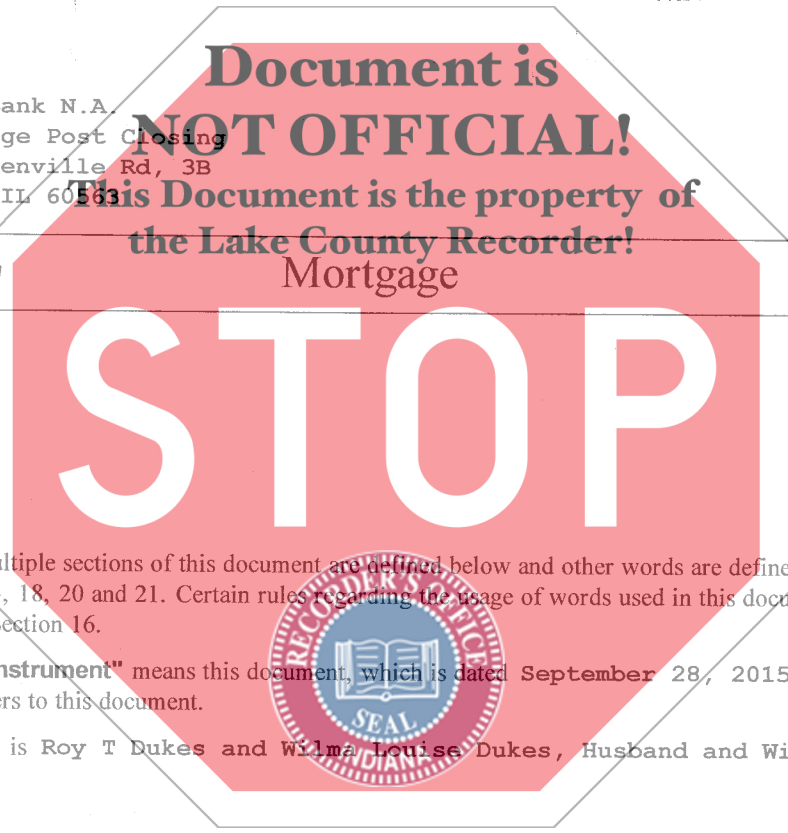 Document is
NOT OFFICIAL!
This Document is the property of
the Lake County Recorder!
ank N.A.
ge Post Closing
enville Rd, 3B
IL 60563
Mortgage
STOP
ultiple sections of this document are defined below and other words are define
, 18, 20 and 21. Certain rules regarding the usage of words used in this docu
ection 16.
nstrument" means this document, which is dated September 28, 2015
ers to this document.
is Roy T Dukes and Wilma Louise Dukes, Husband and Wi
RECORDER'S OFFICE
SEAL
INDIANA